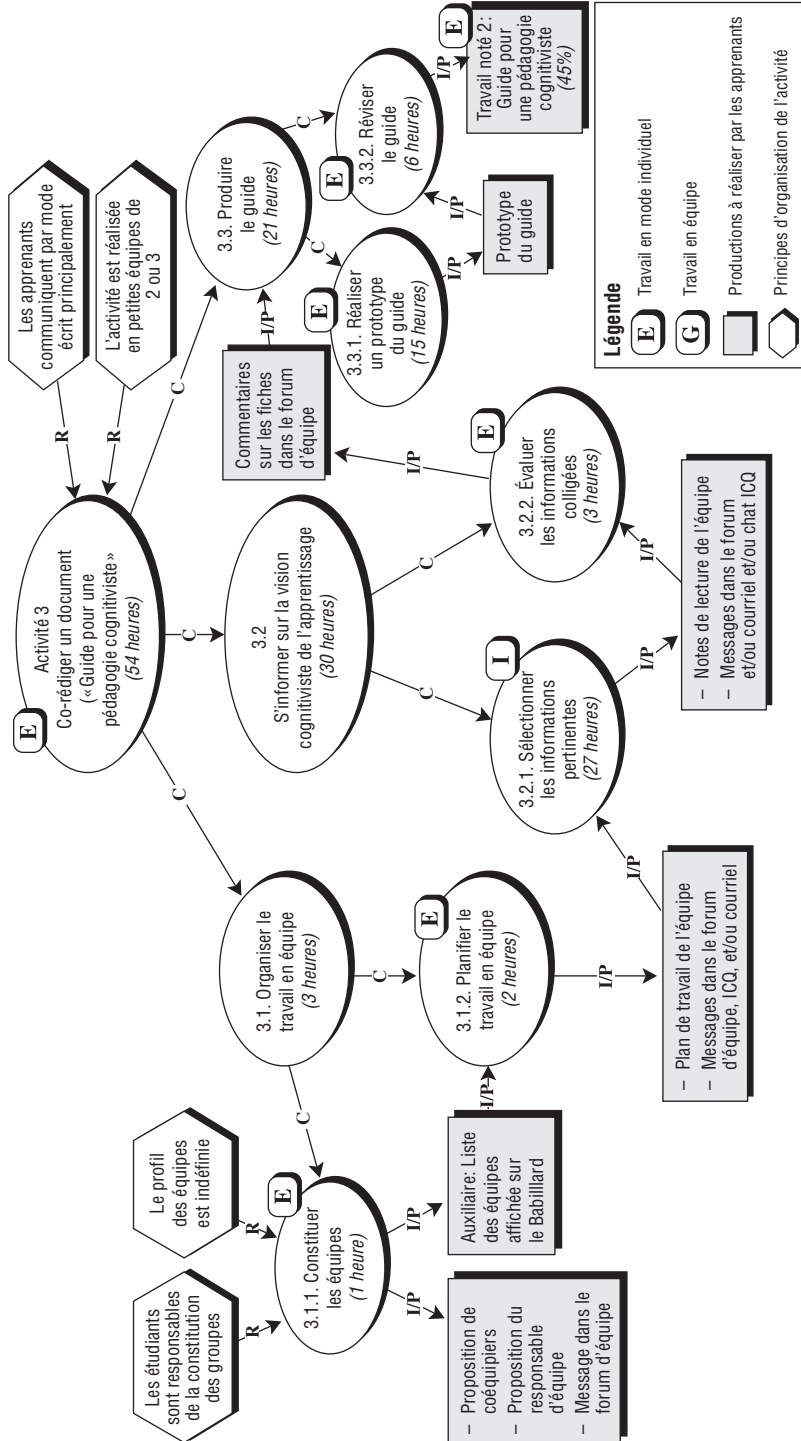 Les apprenants
communiquent par mode
écrit principalement
L'activité est réalisée
en petites équipes de
2 ou 3
R
R
E
Activité 3
Co-rédiger un document
(«Guide pour une
pédagogie cognitiviste»
(54 heures)
C
C
C
Les étudiants
sont responsables
de la constitution
des groupes
Le profil
des équipes
est indéfinie
R
R
3.1. Organiser le
travail en équipe
(3 heures)
C
C
E
3.1.1. Constituer
les équipes
(1 heure)
I/P
I/P
– Proposition de
coéquipiers
– Proposition du
responsable
d'équipe
– Message dans le
forum d'équipe
Auxiliaire: Liste
des équipes
affichée sur
le Babilllard
I/P
E
3.1.2. Planifier le
travail en équipe
(2 heures)
I/P
– Plan de travail de l'équipe
– Messages dans le forum
d'équipe, ICQ, et/ou courriel
I/P
3.2
S'informer sur la vision
cognitiviste de l'apprentissage
(30 heures)
C
C
I
3.2.1. Sélectionner
les informations
pertinentes
(27 heures)
I/P
– Notes de lecture de l'équipe
– Messages dans le forum
et/ou courriel et/ou chat ICQ
I/P
E
3.2.2. Évaluer
les informations
colligées
(3 heures)
I/P
Commentaires
sur les fiches
dans le forum
d'équipe
I/P
3.3. Produire
le guide
(21 heures)
C
C
E
3.3.1. Réaliser
un prototype
du guide
(15 heures)
I/P
Prototype
du guide
I/P
E
3.3.2. Réviser
le guide
(6 heures)
I/P
E
Travail noté 2:
Guide pour
une pédagogie
cognitiviste
(45%)
Légende
E Travail en mode individuel
G Travail en équipe
Productions à réaliser par les apprenants
Principes d'organisation de l'activité